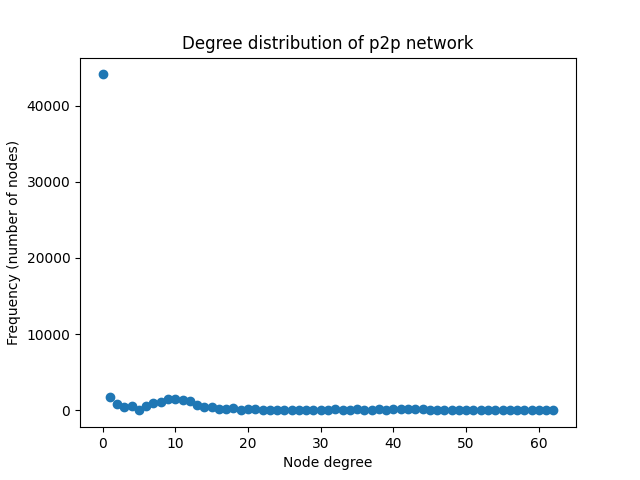 Degree distribution of p2p network
Frequency (number of nodes)
40000
30000
20000
10000
0
0 10 20 30 40 50 60
Node degree